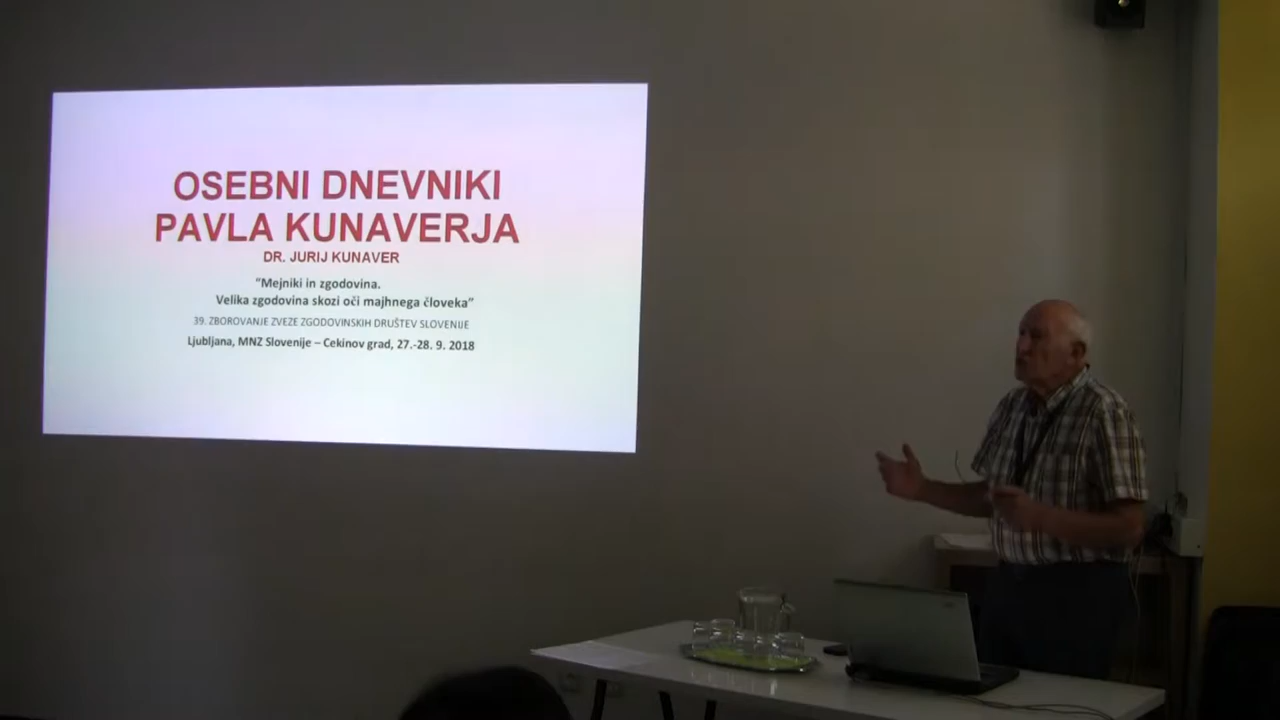 OSEBNI DNEVNIKI
PAVLA KUNAVERJA
DR. JURIJ KUNAVER
“Mejniki in zgodovina.
Velika zgodovina skozi oči majhnega človeka”
39. ZBOROVANJE ZVEZE ZGODOVINSKIH DRUŠTEV SLOVENIJE
Ljubljana, MNZ Slovenije – Cekinov grad, 27.-28. 9. 2018